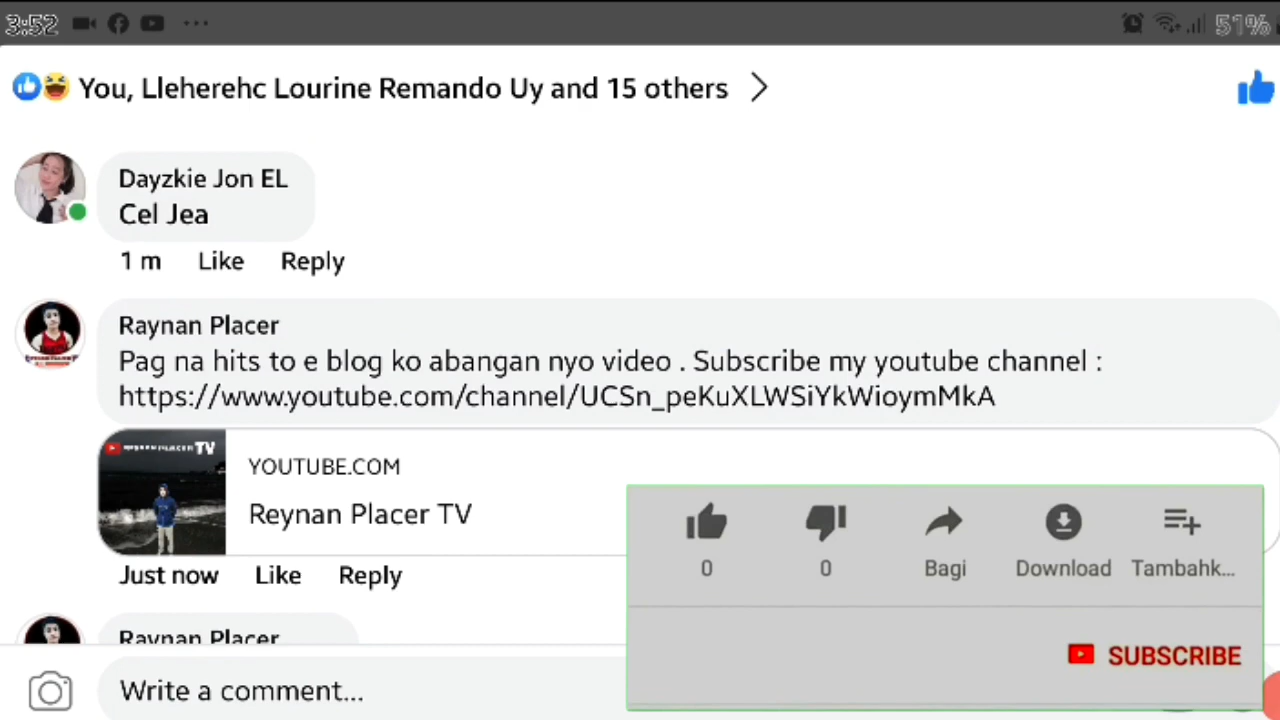 3:52
51%
You, Lleherehc Lourine Remando Uy and 15 others
Dayzkie Jon EL
Cel Jea
1 m Like Reply
Raynan Placer
Pag na hits to e blog ko abangan nyo video . Subscribe my youtube channel :
https://www.youtube.com/channel/UCSn_peKuXLWSiYkWioymMkA
TV
YOUTUBE.COM
Reynan Placer TV
Just now Like Reply
Raynan Placer
Write a comment...
0 0 Bagi Download Tambahk...
SUBSCRIBE